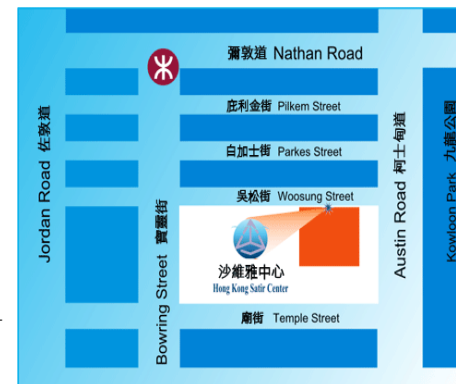 彌敦道 Nathan Road
庇利金街 Pilkem Street
白加士街 Parkes Street
吳松街 Woosung Street
沙維雅中心
Hong Kong Satir Center
廟街 Temple Street
Jordan Road 佐敦道
Bowring Street 寶靈街
Austin Road 柯士甸道
Kowloon Park 九龍公園